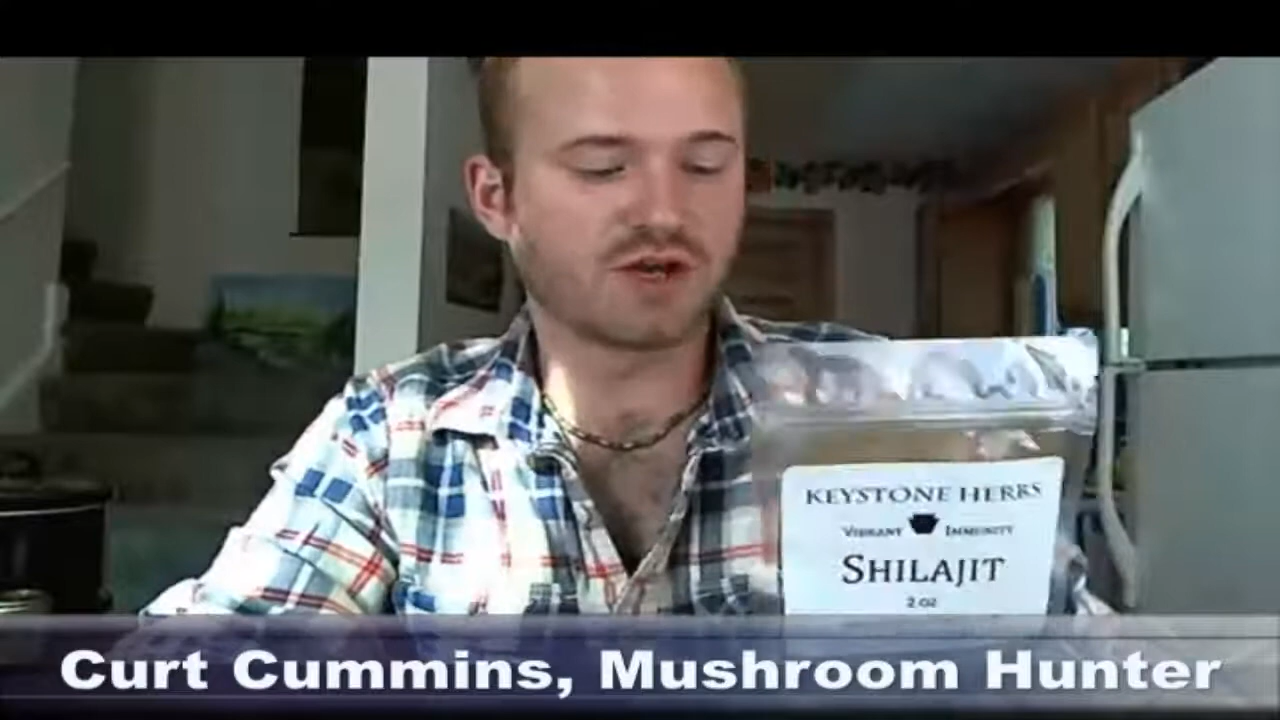 KEYSTONE HERBS
VIBRANT IMMUNITY
SHILAJIT
2 oz
Curt Cummins, Mushroom Hunter